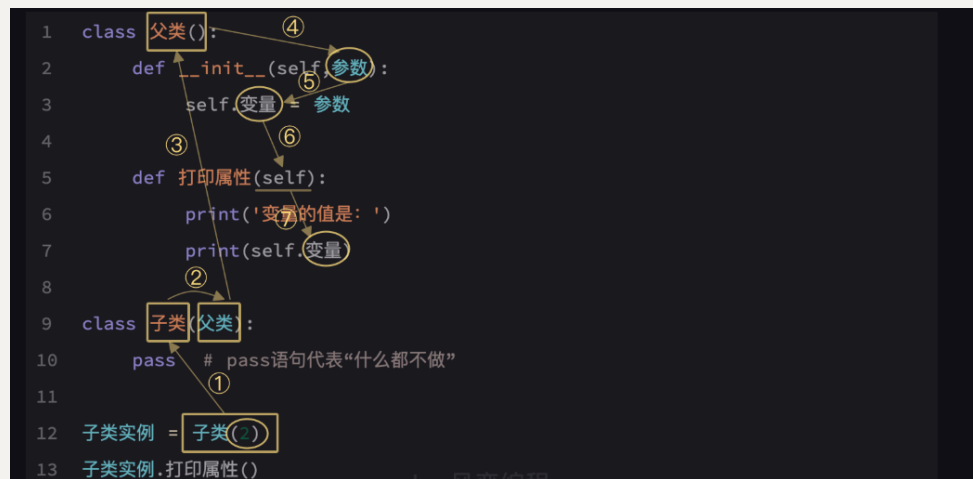 1 class 父类():
④
2 def __init__(self,参数):
⑤
3 self.变量 = 参数
4
⑥
③
5 def 打印属性(self):
6 print('变量的值是：')
⑦
7 print(self.变量)
8
②
9 class 子类(父类):
10 pass # pass语句代表“什么都不做”
①
11
12 子类实例 = 子类(2)
13 子类实例.打印属性()